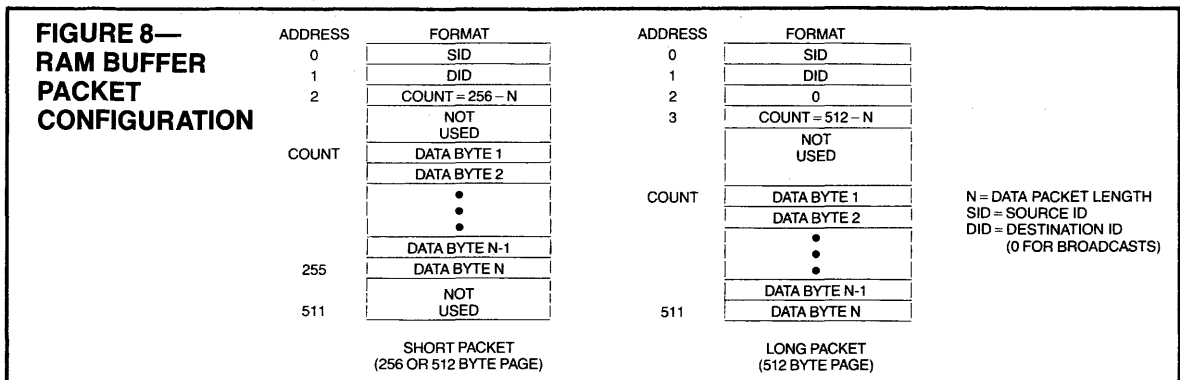 FIGURE 8—
RAM BUFFER
PACKET
CONFIGURATION
ADDRESS FORMAT
0 SID
1 DID
2 COUNT = 256 – N
NOT
USED
COUNT DATA BYTE 1
DATA BYTE 2
•
•
•
DATA BYTE N-1
255 DATA BYTE N
NOT
511 USED
SHORT PACKET
(256 OR 512 BYTE PAGE)
ADDRESS FORMAT
0 SID
1 DID
2 0
3 COUNT = 512 – N
NOT
USED
COUNT DATA BYTE 1
DATA BYTE 2
•
•
•
DATA BYTE N-1
511 DATA BYTE N
LONG PACKET
(512 BYTE PAGE)
N = DATA PACKET LENGTH
SID = SOURCE ID
DID = DESTINATION ID
(0 FOR BROADCASTS)